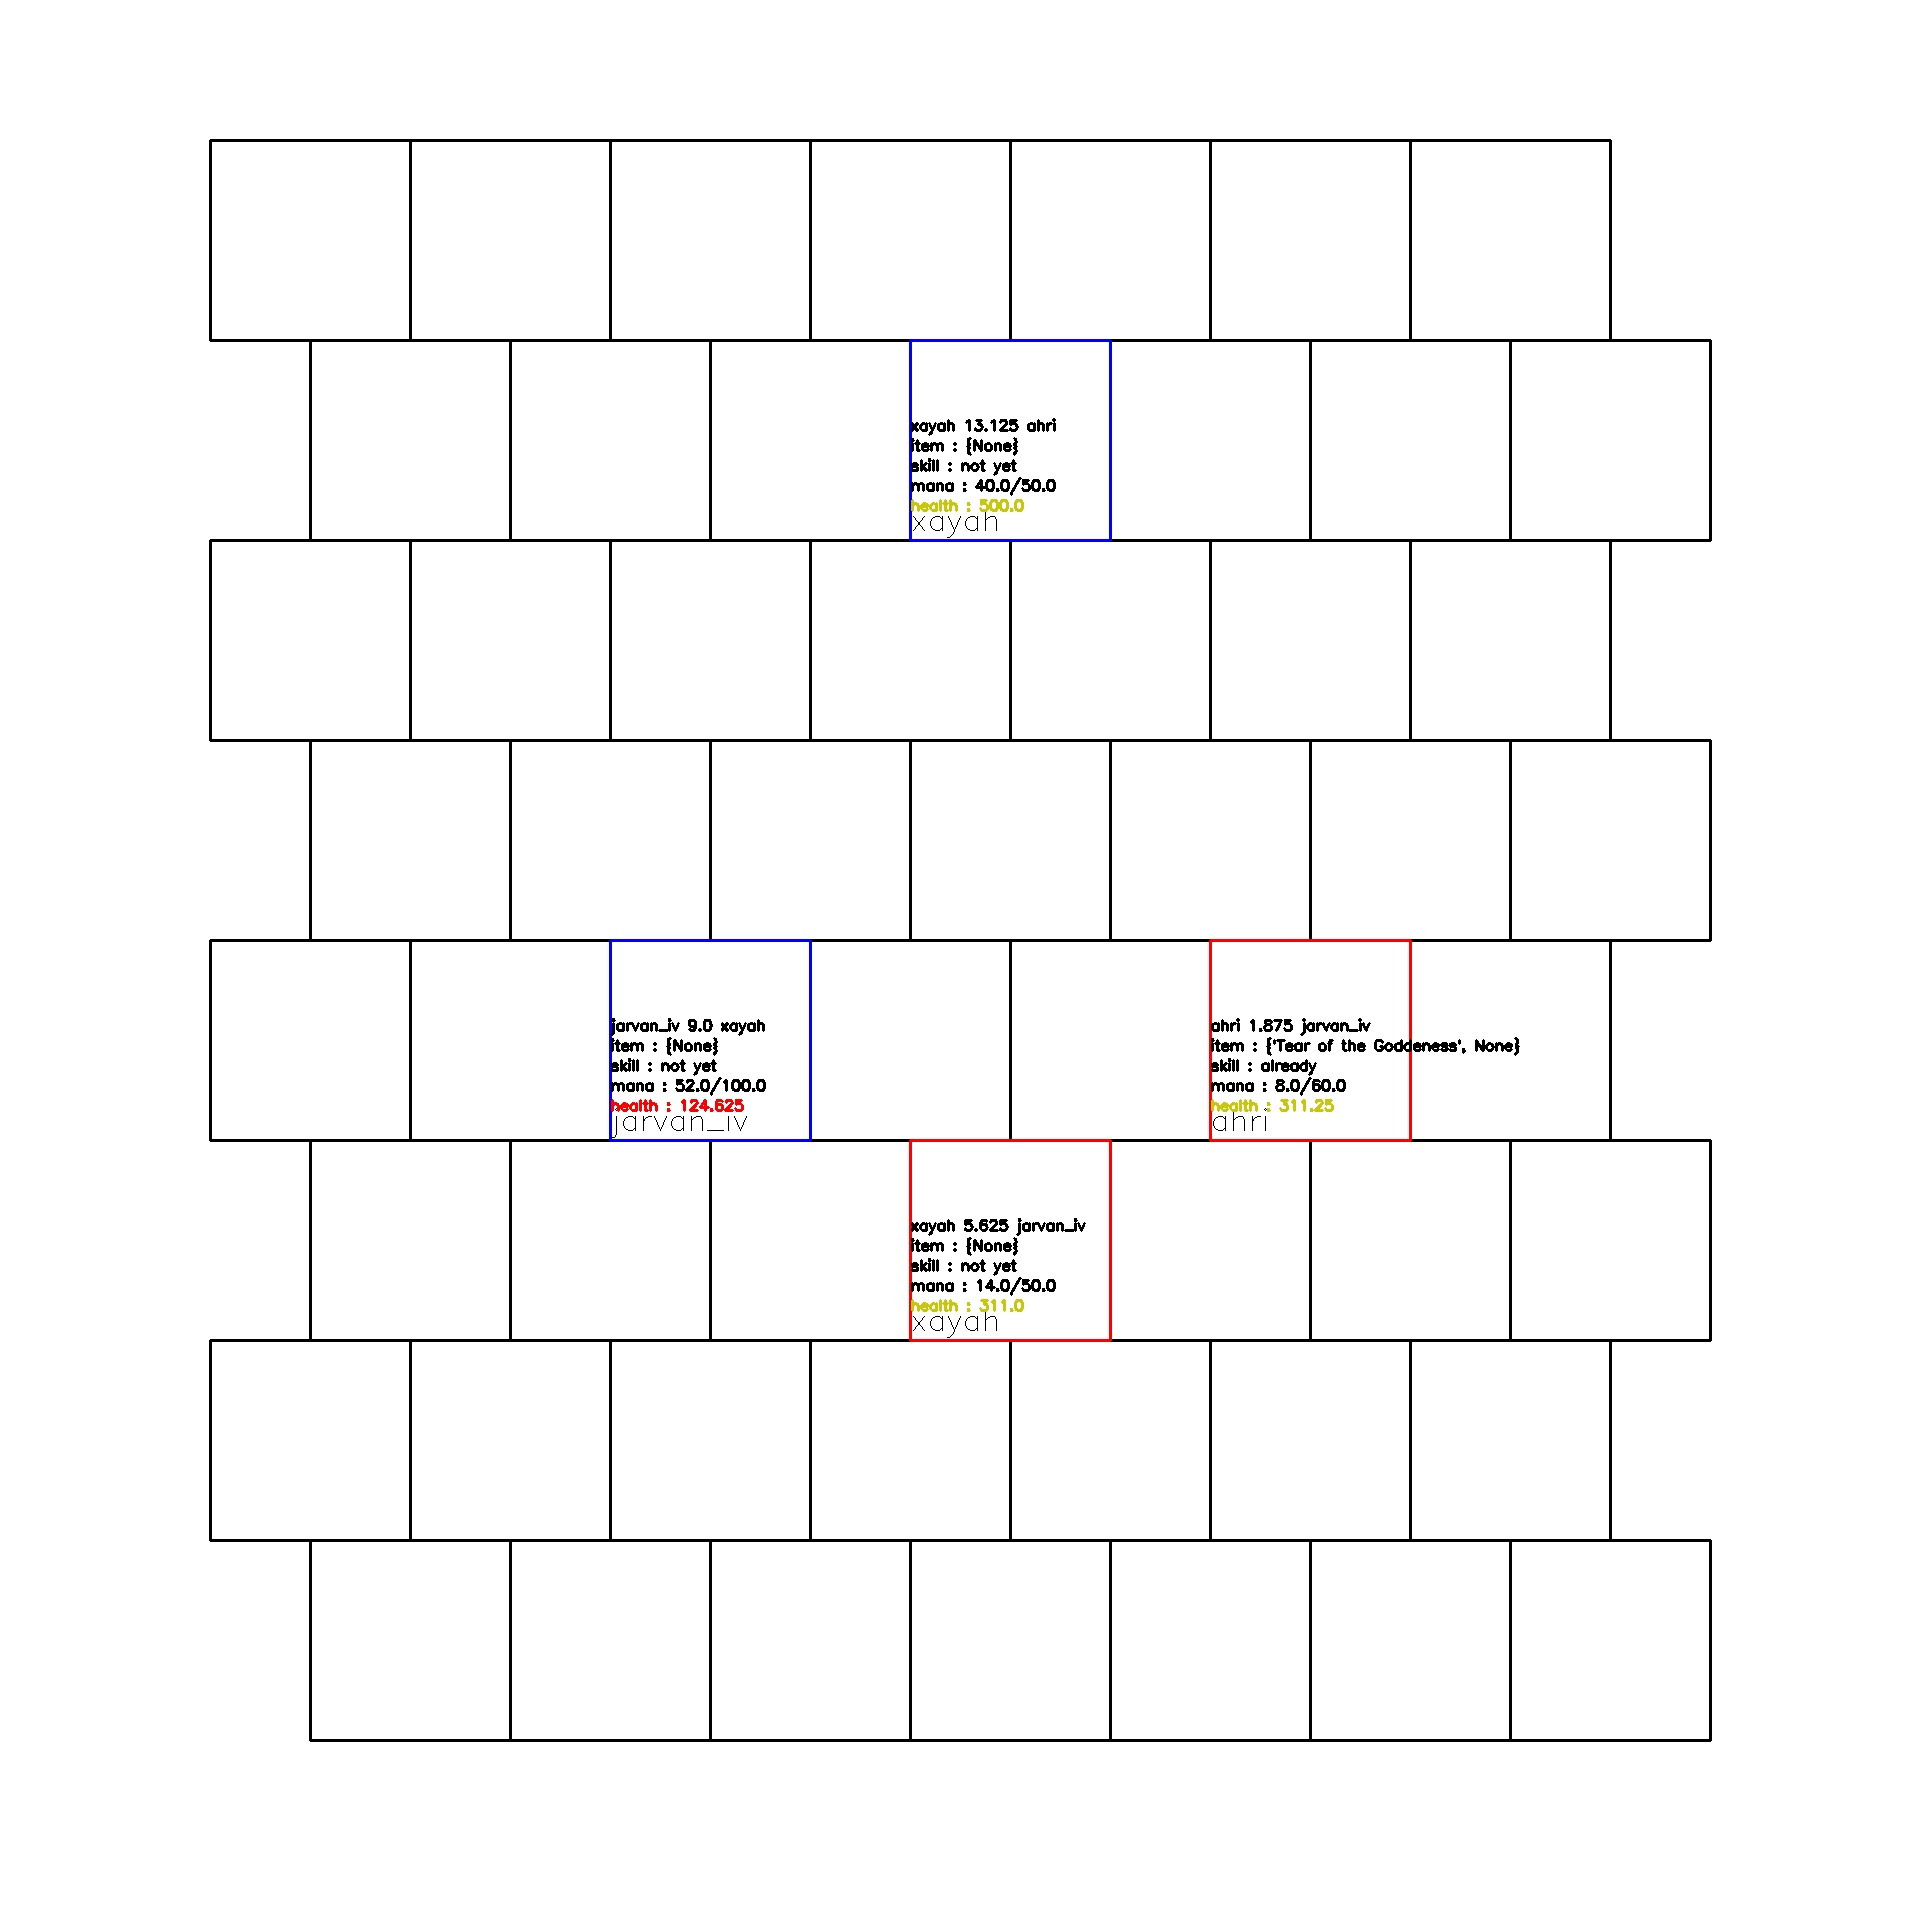 xayah 13.125 ahri
item : {None}
skill : not yet
mana : 40.0/50.0
health : 500.0
xayah
jarvan_iv 9.0 xayah
item : {None}
skill : not yet
mana : 52.0/100.0
health : 124.625
jarvan_iv
ahri 1.875 jarvan_iv
item : {'Tear of the Goddeness', None}
skill : already
mana : 8.0/60.0
health : 311.25
ahri
xayah 5.625 jarvan_iv
item : {None}
skill : not yet
mana : 14.0/50.0
health : 311.0
xayah